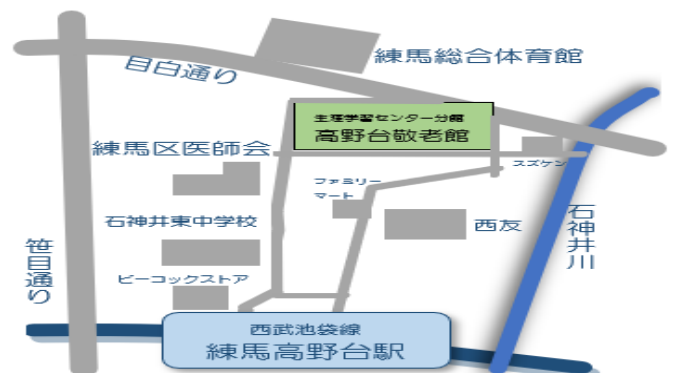 練馬総合体育館
目白通り
生涯学習センター分館
高野台敬老館
練馬区医師会
スズケン
ファミリー
マート
石神井東中学校
西友
石神井川
笹目通り
ピーコックストア
西武池袋線
練馬高野台駅